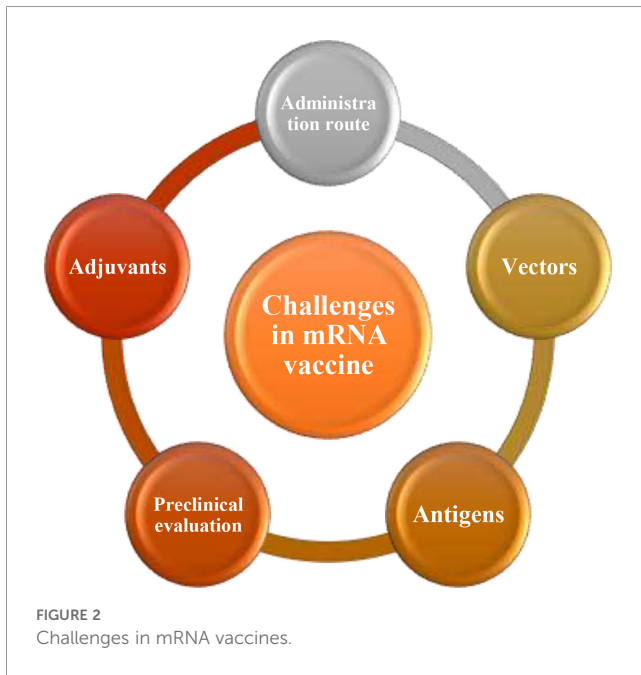 Administra
tion route
Adjuvants
Vectors
Challenges
in mRNA
vaccine
Preclinical
evaluation
Antigens
FIGURE 2
Challenges in mRNA vaccines.